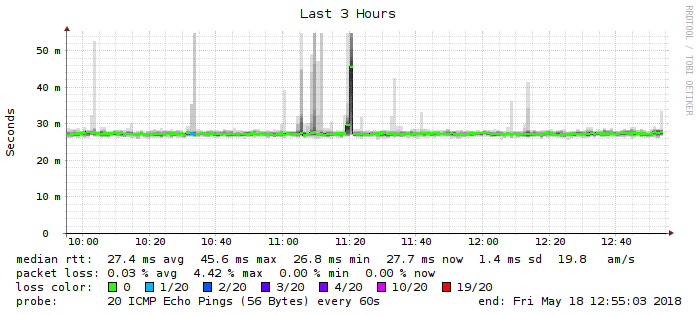 Last 3 Hours
RRDTOOL / TOBI OETIKER
Seconds
50 m
40 m
30 m
20 m
10 m
0
10:00 10:20 10:40 11:00 11:20 11:40 12:00 12:20 12:40
median rtt: 27.4 ms avg 45.6 ms max 26.8 ms min 27.7 ms now 1.4 ms sd 19.8 am/s
packet loss: 0.03 % avg 4.42 % max 0.00 % min 0.00 % now
loss color: 0 1/20 2/20 3/20 4/20 10/20 19/20
probe: 20 ICMP Echo Pings (56 Bytes) every 60s end: Fri May 18 12:55:03 2018